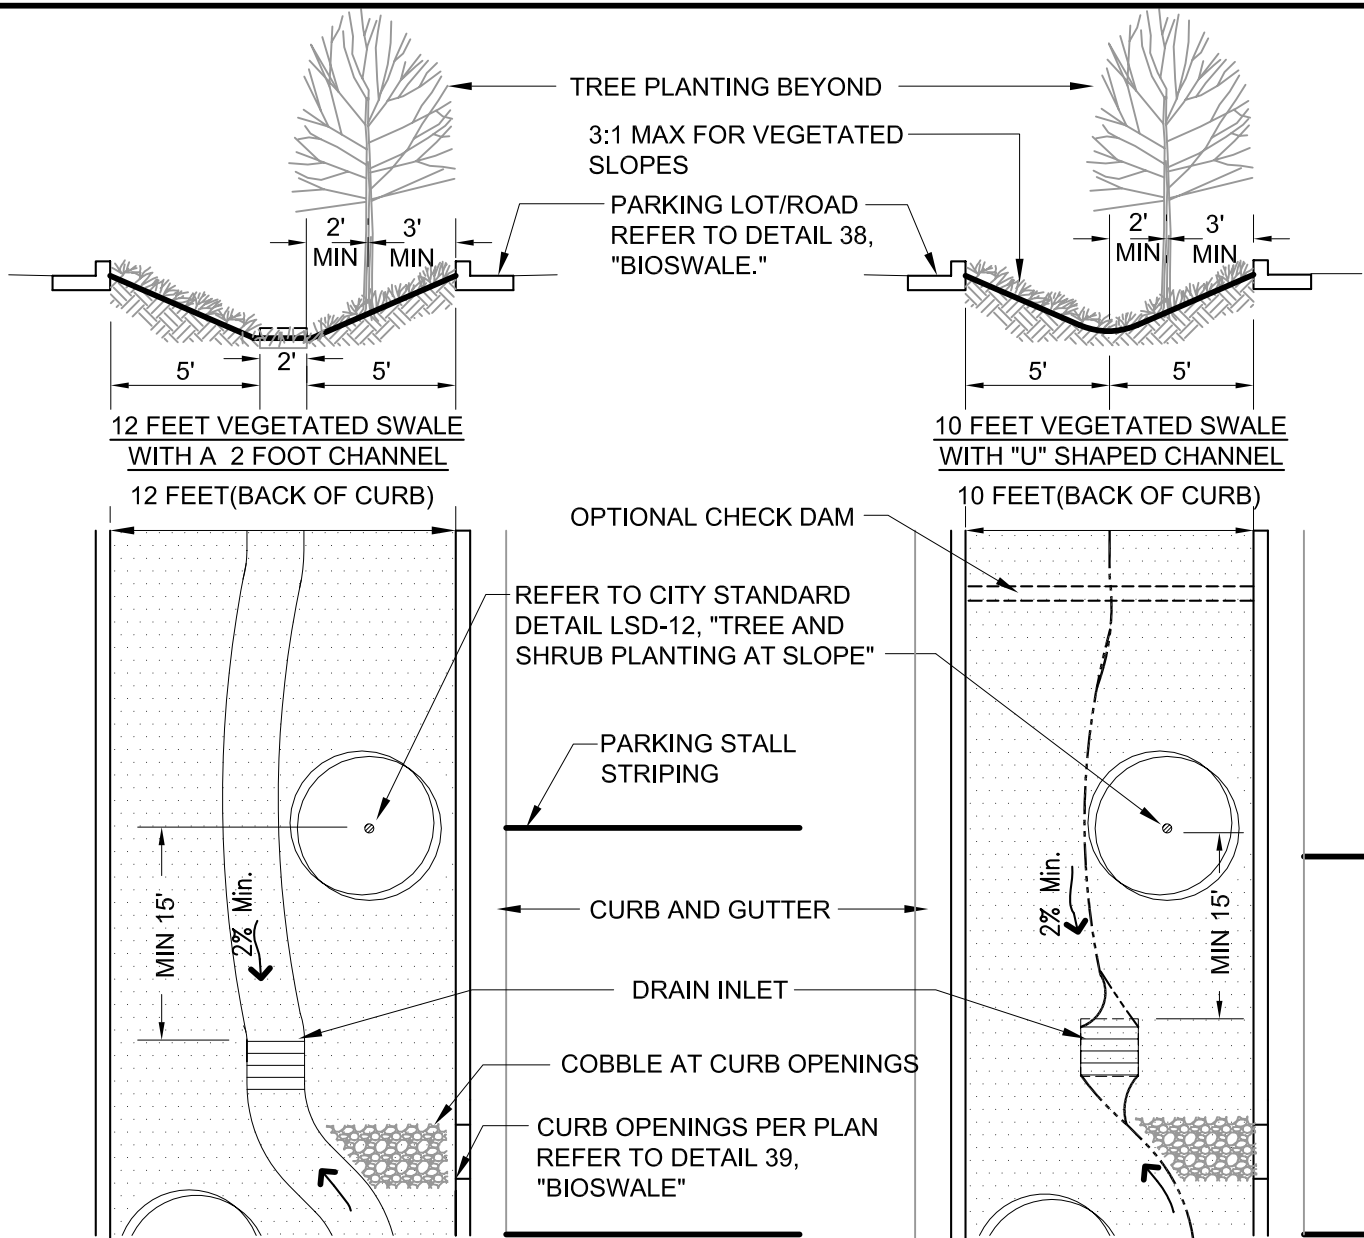 TREE PLANTING BEYOND
3:1 MAX FOR VEGETATED
SLOPES
PARKING LOT/ROAD
REFER TO DETAIL 38,
"BIOSWALE."
2'
MIN
3'
MIN
2'
MIN
3'
MIN
5'
2'
5'
5'
5'
12 FEET VEGETATED SWALE
WITH A 2 FOOT CHANNEL
12 FEET(BACK OF CURB)
10 FEET VEGETATED SWALE
WITH "U" SHAPED CHANNEL
10 FEET(BACK OF CURB)
OPTIONAL CHECK DAM
REFER TO CITY STANDARD
DETAIL LSD-12, "TREE AND
SHRUB PLANTING AT SLOPE"
PARKING STALL
STRIPING
MIN 15'
2% Min.
CURB AND GUTTER
2% Min.
MIN 15'
DRAIN INLET
COBBLE AT CURB OPENINGS
CURB OPENINGS PER PLAN
REFER TO DETAIL 39,
"BIOSWALE"